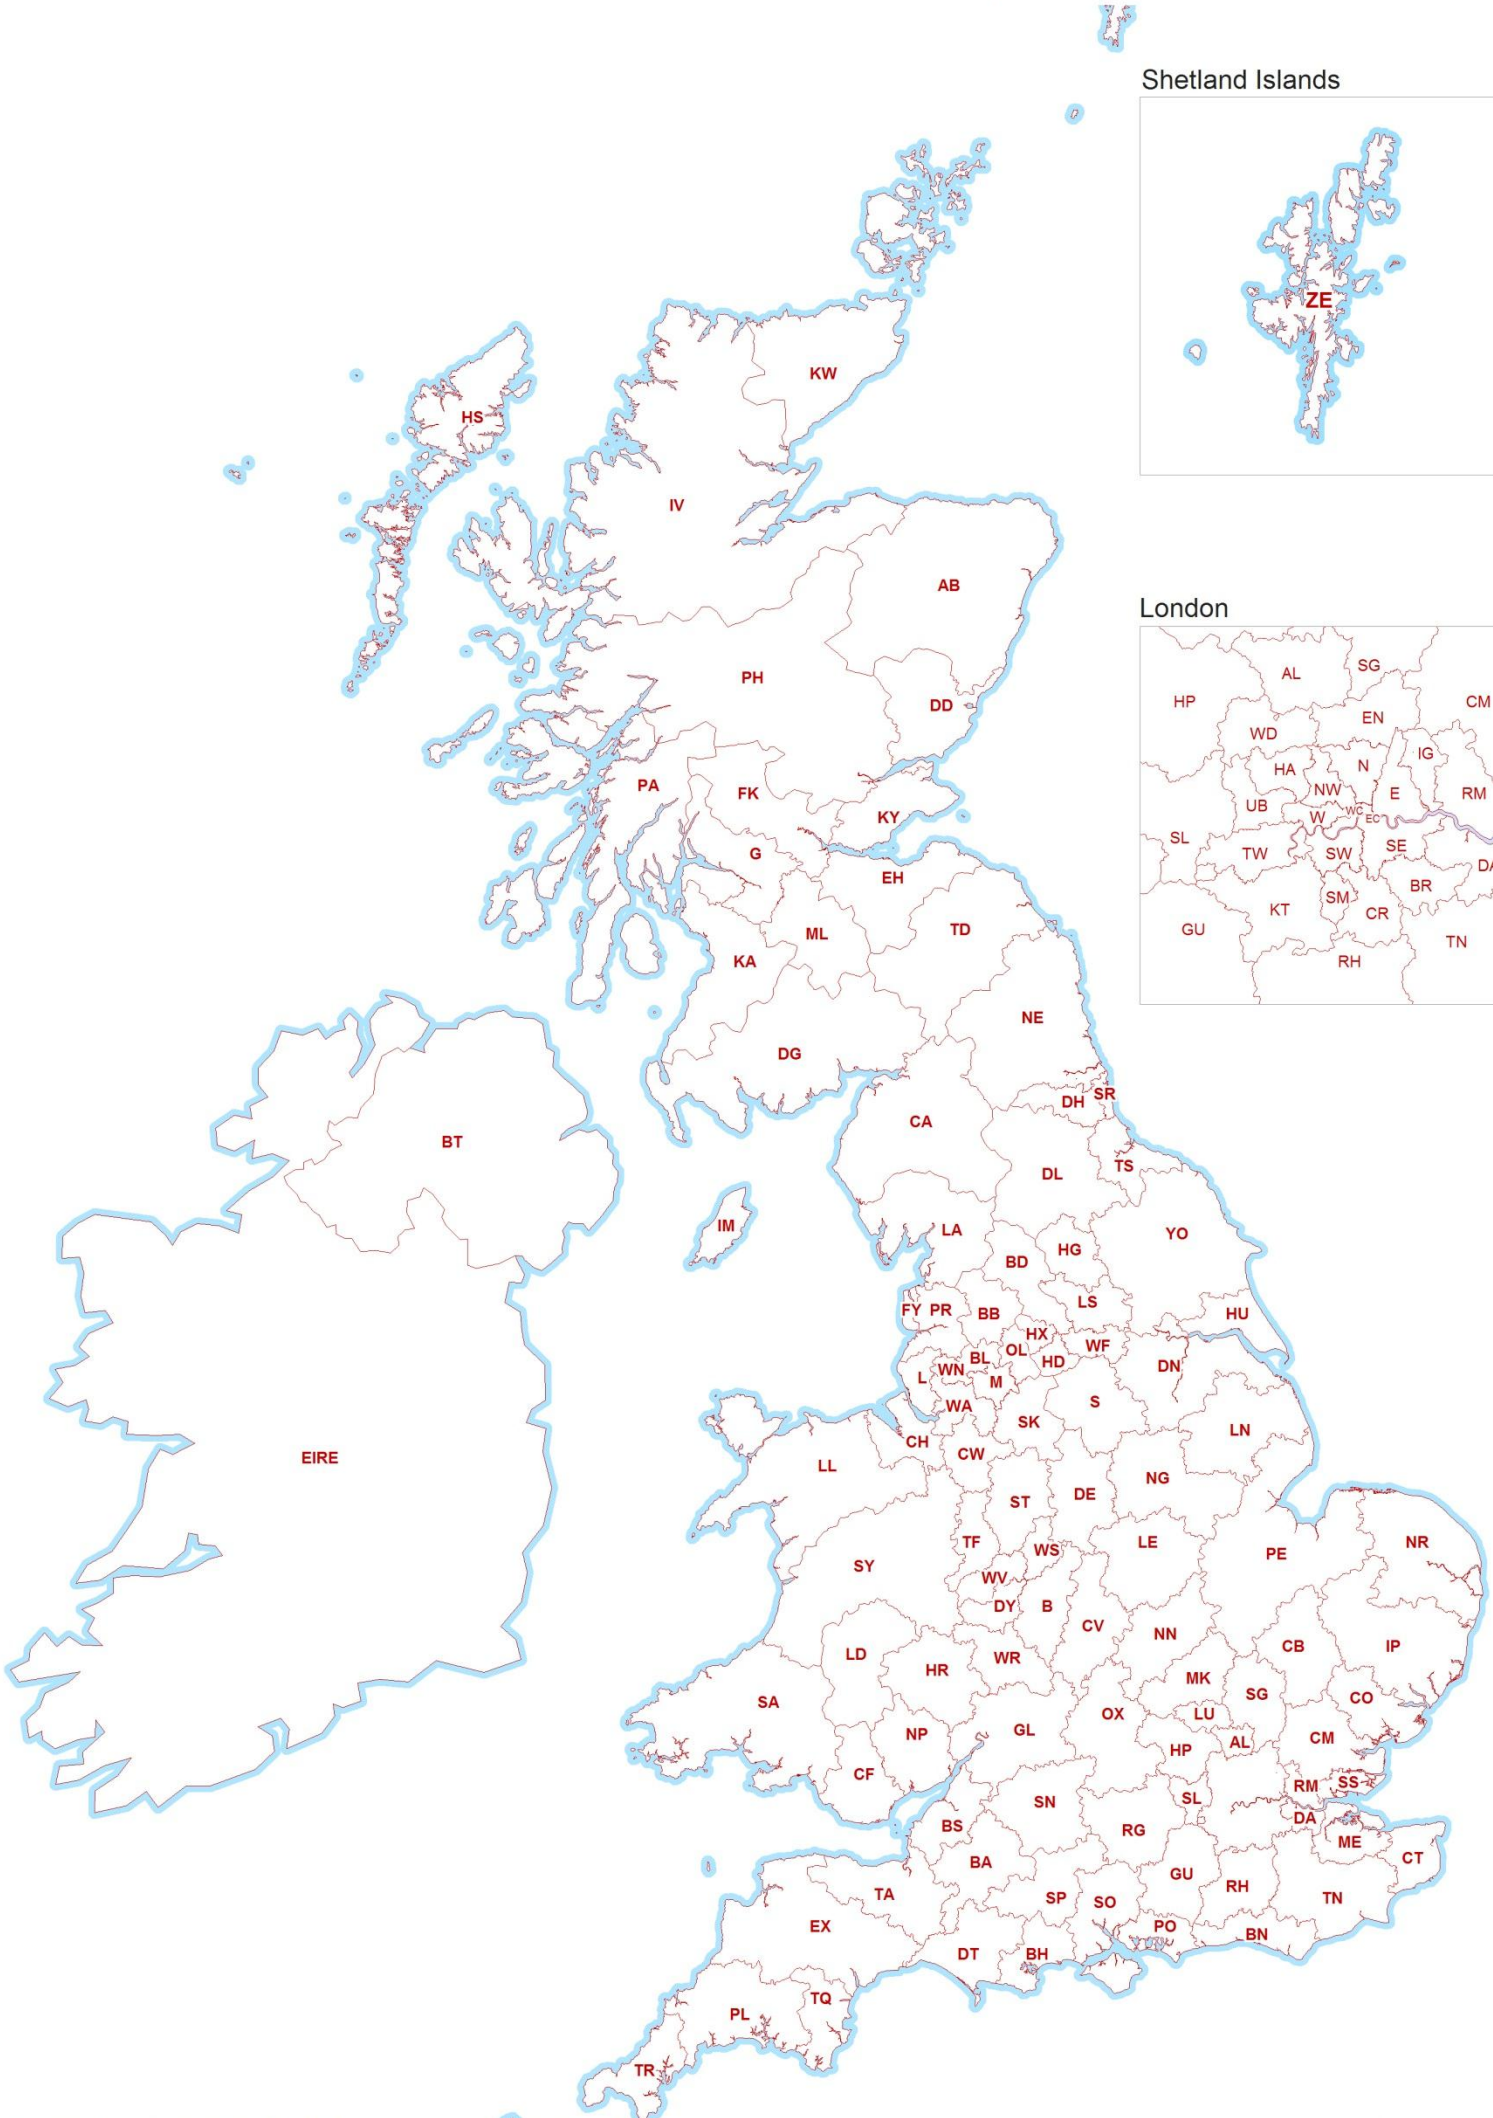 Shetland Islands
ZE
KW
HS
IV
AB
PH
DD
PA
FK
KY
G
EH
ML
TD
KA
NE
DG
London
AL
SG
HP
CM
EN
WD
IG
N
HA
NW
E
RM
UB
WC
W
EC
SL
SE
TW
SW
BR
SM
KT
CR
GU
TN
RH
SR
DH
CA
BT
TS
DL
IM
LA
YO
HG
BD
LS
FY
PR
BB
HU
HX
WF
OL
BL
HD
DN
WN
L
M
S
WA
SK
LN
CH
CW
EIRE
LL
NG
DE
ST
TF
WS
LE
NR
PE
SY
WV
DY
B
CV
NN
CB
IP
LD
WR
HR
MK
SG
CO
SA
LU
OX
GL
NP
CM
AL
HP
CF
RM
SS
SL
SN
DA
BS
RG
ME
CT
BA
GU
RH
TA
SP
SO
TN
EX
PO
BN
DT
BH
TQ
PL
TR